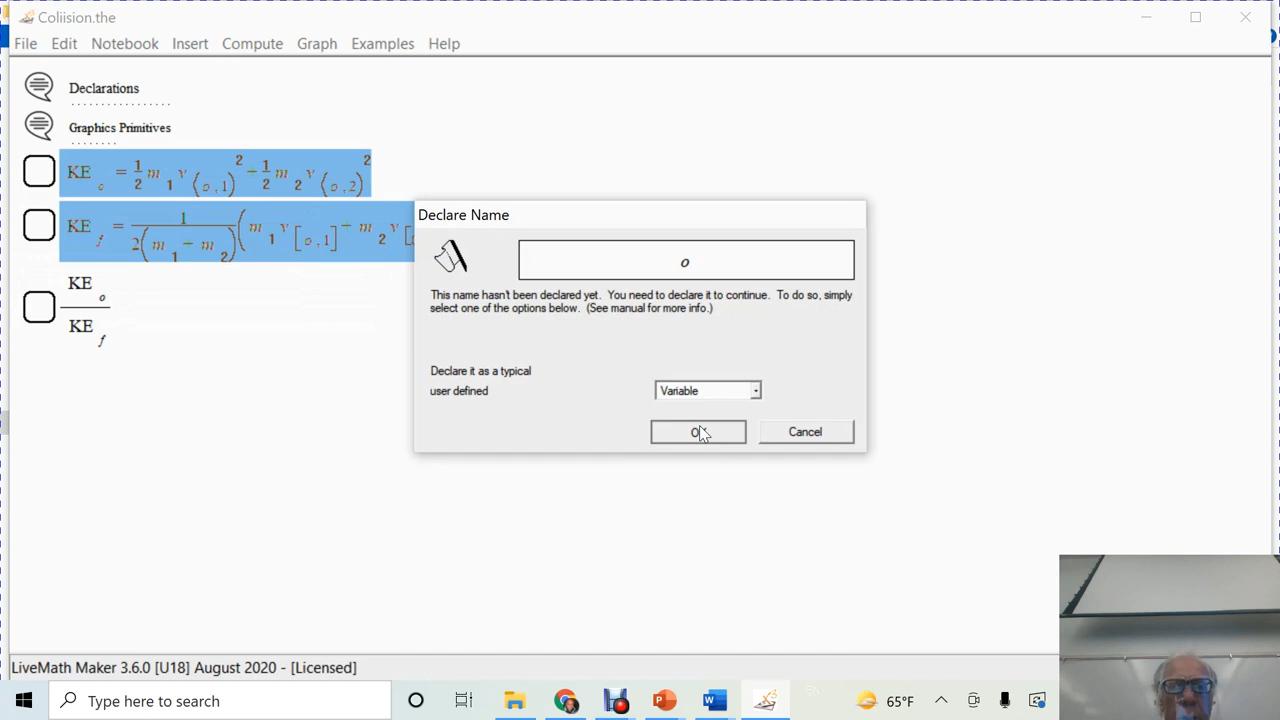 Coliision.the
File Edit Notebook Insert Compute Graph Examples Help
Declarations
Graphics Primitives
KE o = 1/2 m 1 v (o,1) 2 + 1/2 m 2 v (o,2) 2
KE f = 1 / 2(m 1 + m 2) (m 1 v [o,1] + m 2 v [o
KE o
KE f
Declare Name
o
This name hasn't been declared yet. You need to declare it to continue. To do so, simply
select one of the options below. (See manual for more info.)
Declare it as a typical
user defined
Variable
Cancel
LiveMath Maker 3.6.0 [U18] August 2020 - [Licensed]
Type here to search
65°F